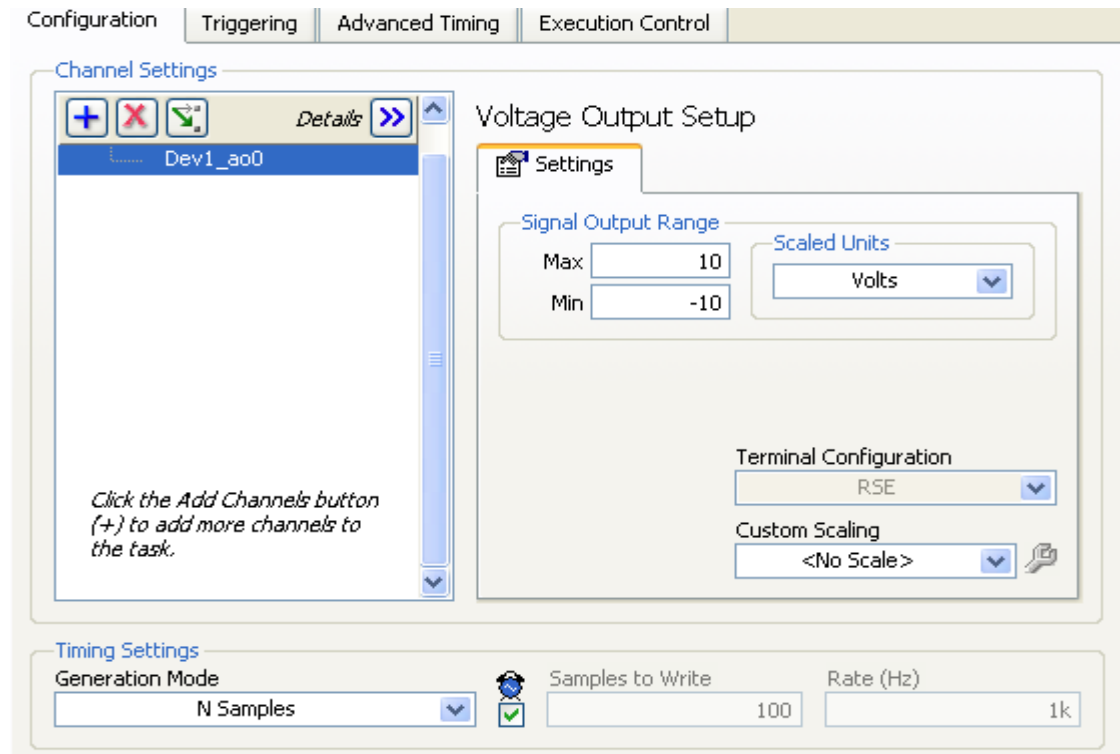 Configuration Triggering Advanced Timing Execution Control
Channel Settings
Details
Dev1_ao0
Click the Add Channels button
(+) to add more channels to
the task.
Voltage Output Setup
Settings
Signal Output Range
Max 10
Min -10
Scaled Units
Volts
Terminal Configuration
RSE
Custom Scaling
<No Scale>
Timing Settings
Generation Mode
N Samples
Samples to Write
100
Rate (Hz)
1k